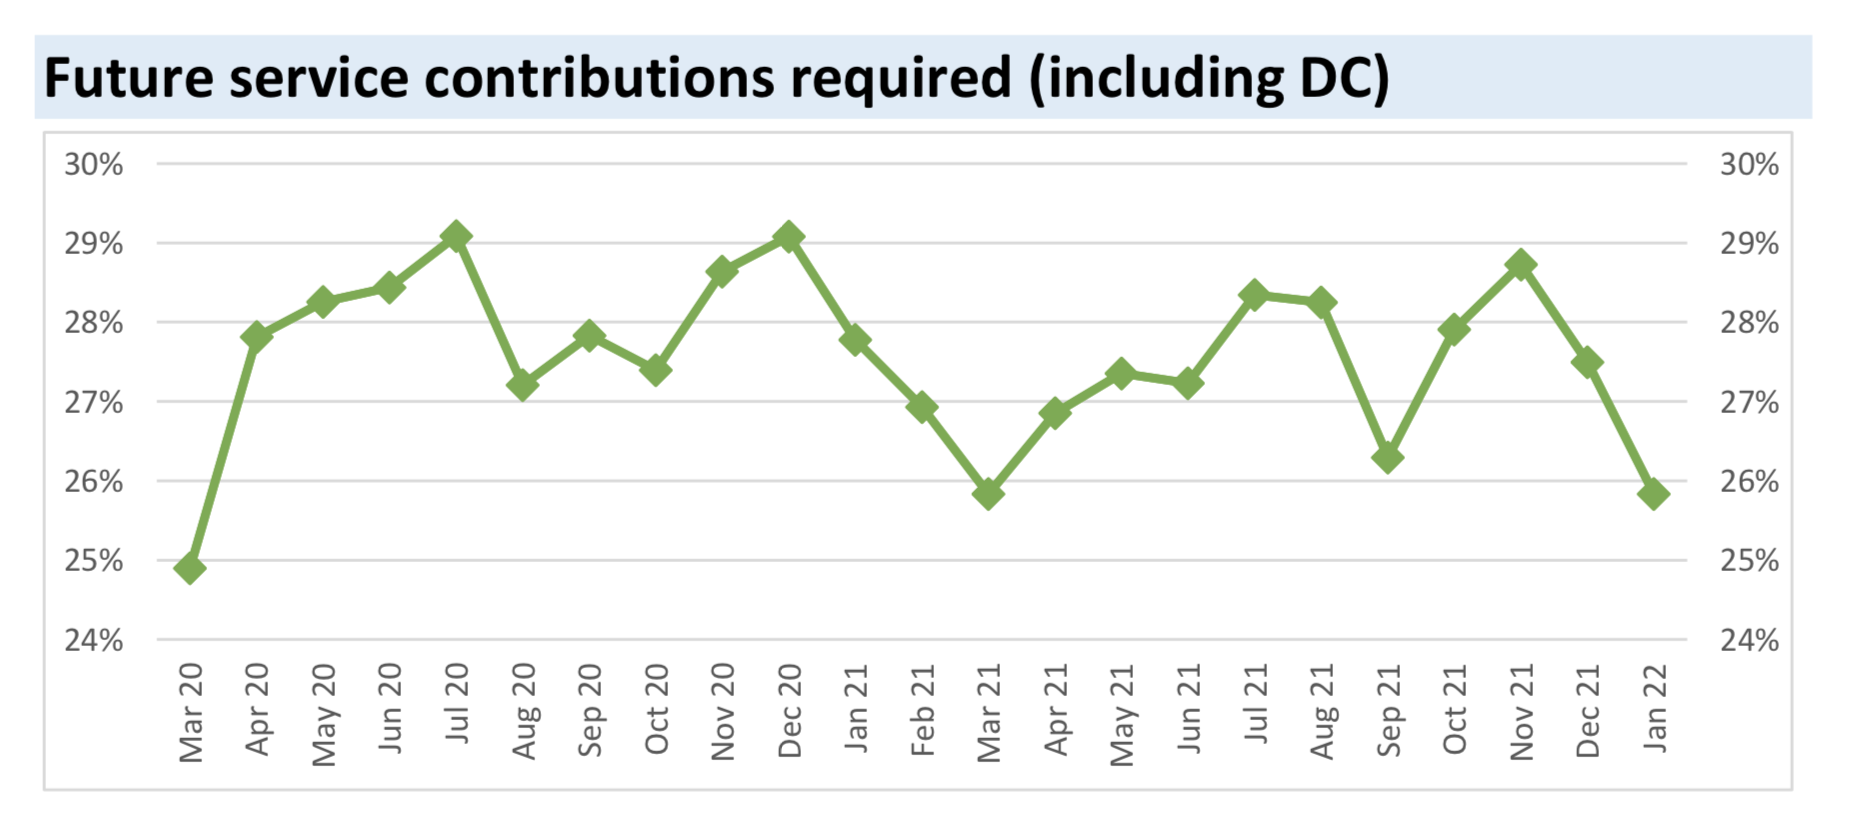 Future service contributions required (including DC)
30% 30%
29% 29%
28% 28%
27% 27%
26% 26%
25% 25%
24% 24%
Mar 20
Apr 20
May 20
Jun 20
Jul 20
Aug 20
Sep 20
Oct 20
Nov 20
Dec 20
Jan 21
Feb 21
Mar 21
Apr 21
May 21
Jun 21
Jul 21
Aug 21
Sep 21
Oct 21
Nov 21
Dec 21
Jan 22